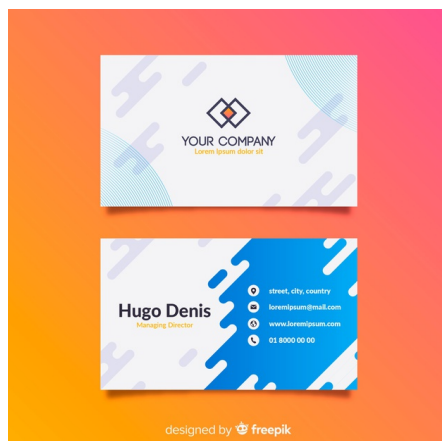 YOUR COMPANY
Lorem Ipsum dolor sit
Hugo Denis
Managing Director
street, city, country
loremipsum@mail.com
www.loremipsum.com
01 8000 00 00
designed by freepik